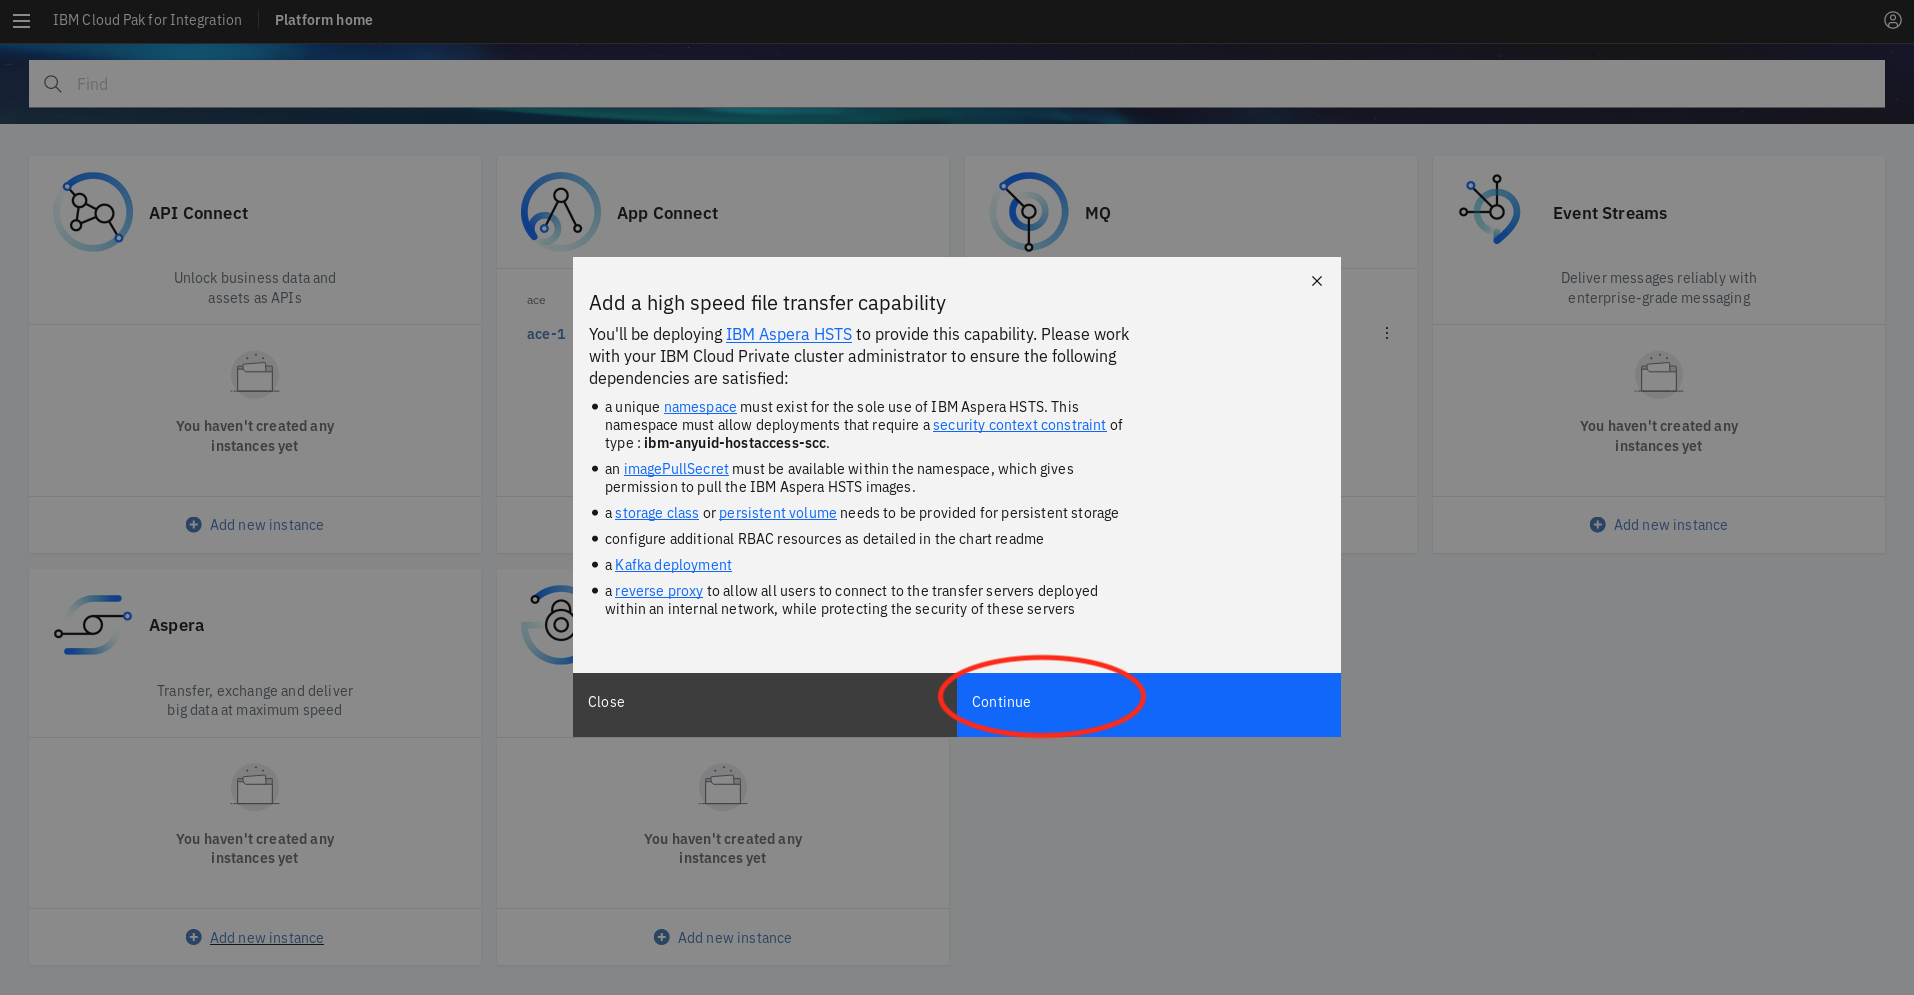 IBM Cloud Pak for Integration
Platform home
Find
API Connect
Unlock business data and
assets as APIs
You haven't created any
instances yet
Add new instance
App Connect
ace
ace-1
MQ
Event Streams
Deliver messages reliably with
enterprise-grade messaging
You haven't created any
instances yet
Add new instance
Add a high speed file transfer capability
You'll be deploying IBM Aspera HSTS to provide this capability. Please work
with your IBM Cloud Private cluster administrator to ensure the following
dependencies are satisfied:
a unique namespace must exist for the sole use of IBM Aspera HSTS. This
namespace must allow deployments that require a security context constraint of
type : ibm-anyuid-hostaccess-scc.
an imagePullSecret must be available within the namespace, which gives
permission to pull the IBM Aspera HSTS images.
a storage class or persistent volume needs to be provided for persistent storage
configure additional RBAC resources as detailed in the chart readme
a Kafka deployment
a reverse proxy to allow all users to connect to the transfer servers deployed
within an internal network, while protecting the security of these servers
Close
Continue
Aspera
Transfer, exchange and deliver
big data at maximum speed
You haven't created any
instances yet
Add new instance
You haven't created any
instances yet
Add new instance